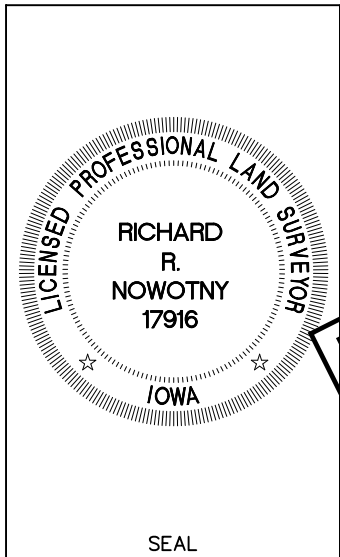 LICENSED PROFESSIONAL LAND SURVEYOR
RICHARD
R.
NOWOTNY
17916
IOWA
SEAL